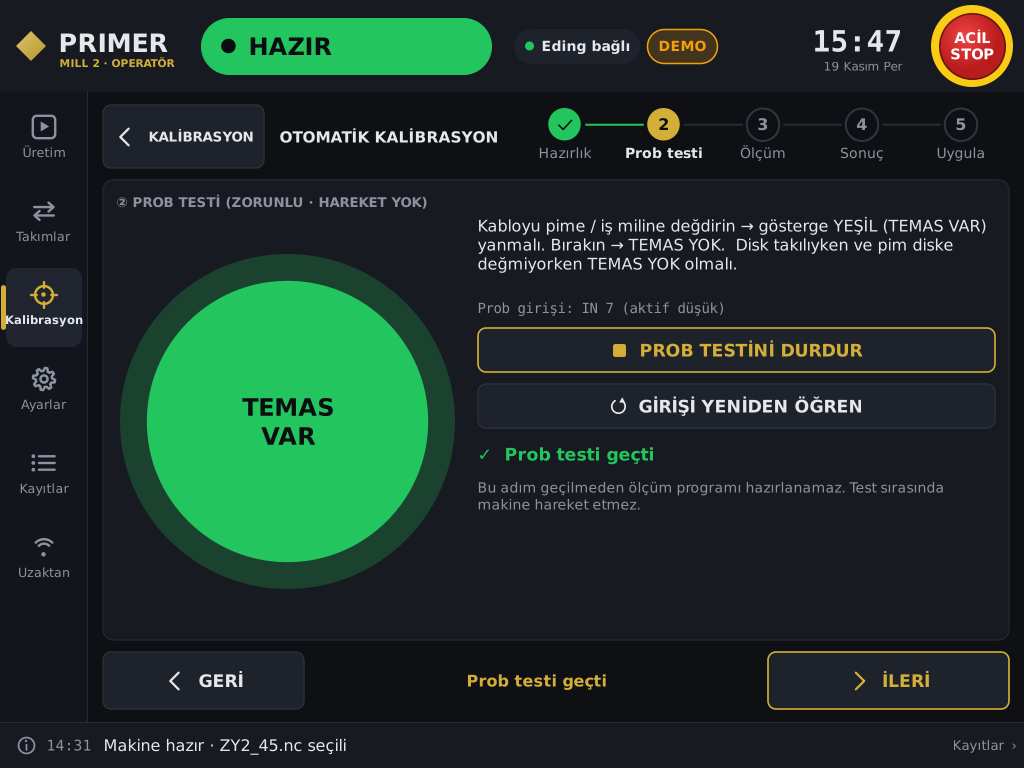 PRIMER
MILL 2 · OPERATÖR
HAZIR
Eding bağlı
DEMO
15:47
19 Kasım Per
ACİL
STOP
Üretim
Takımlar
Kalibrasyon
Ayarlar
Kayıtlar
Uzaktan
KALİBRASYON
OTOMATİK KALİBRASYON
Hazırlık
2
Prob testi
3
Ölçüm
4
Sonuç
5
Uygula
② PROB TESTİ (ZORUNLU · HAREKET YOK)
TEMAS
VAR
Kabloyu pime / iş miline değdirin → gösterge YEŞİL (TEMAS VAR)
yanmalı. Bırakın → TEMAS YOK.  Disk takılıyken ve pim diske
değmiyorken TEMAS YOK olmalı.
Prob girişi: IN 7 (aktif düşük)
PROB TESTİNİ DURDUR
GİRİŞİ YENİDEN ÖĞREN
✓ Prob testi geçti
Bu adım geçilmeden ölçüm programı hazırlanamaz. Test sırasında
makine hareket etmez.
GERİ
Prob testi geçti
İLERİ
14:31 Makine hazır · ZY2_45.nc seçili
Kayıtlar ›